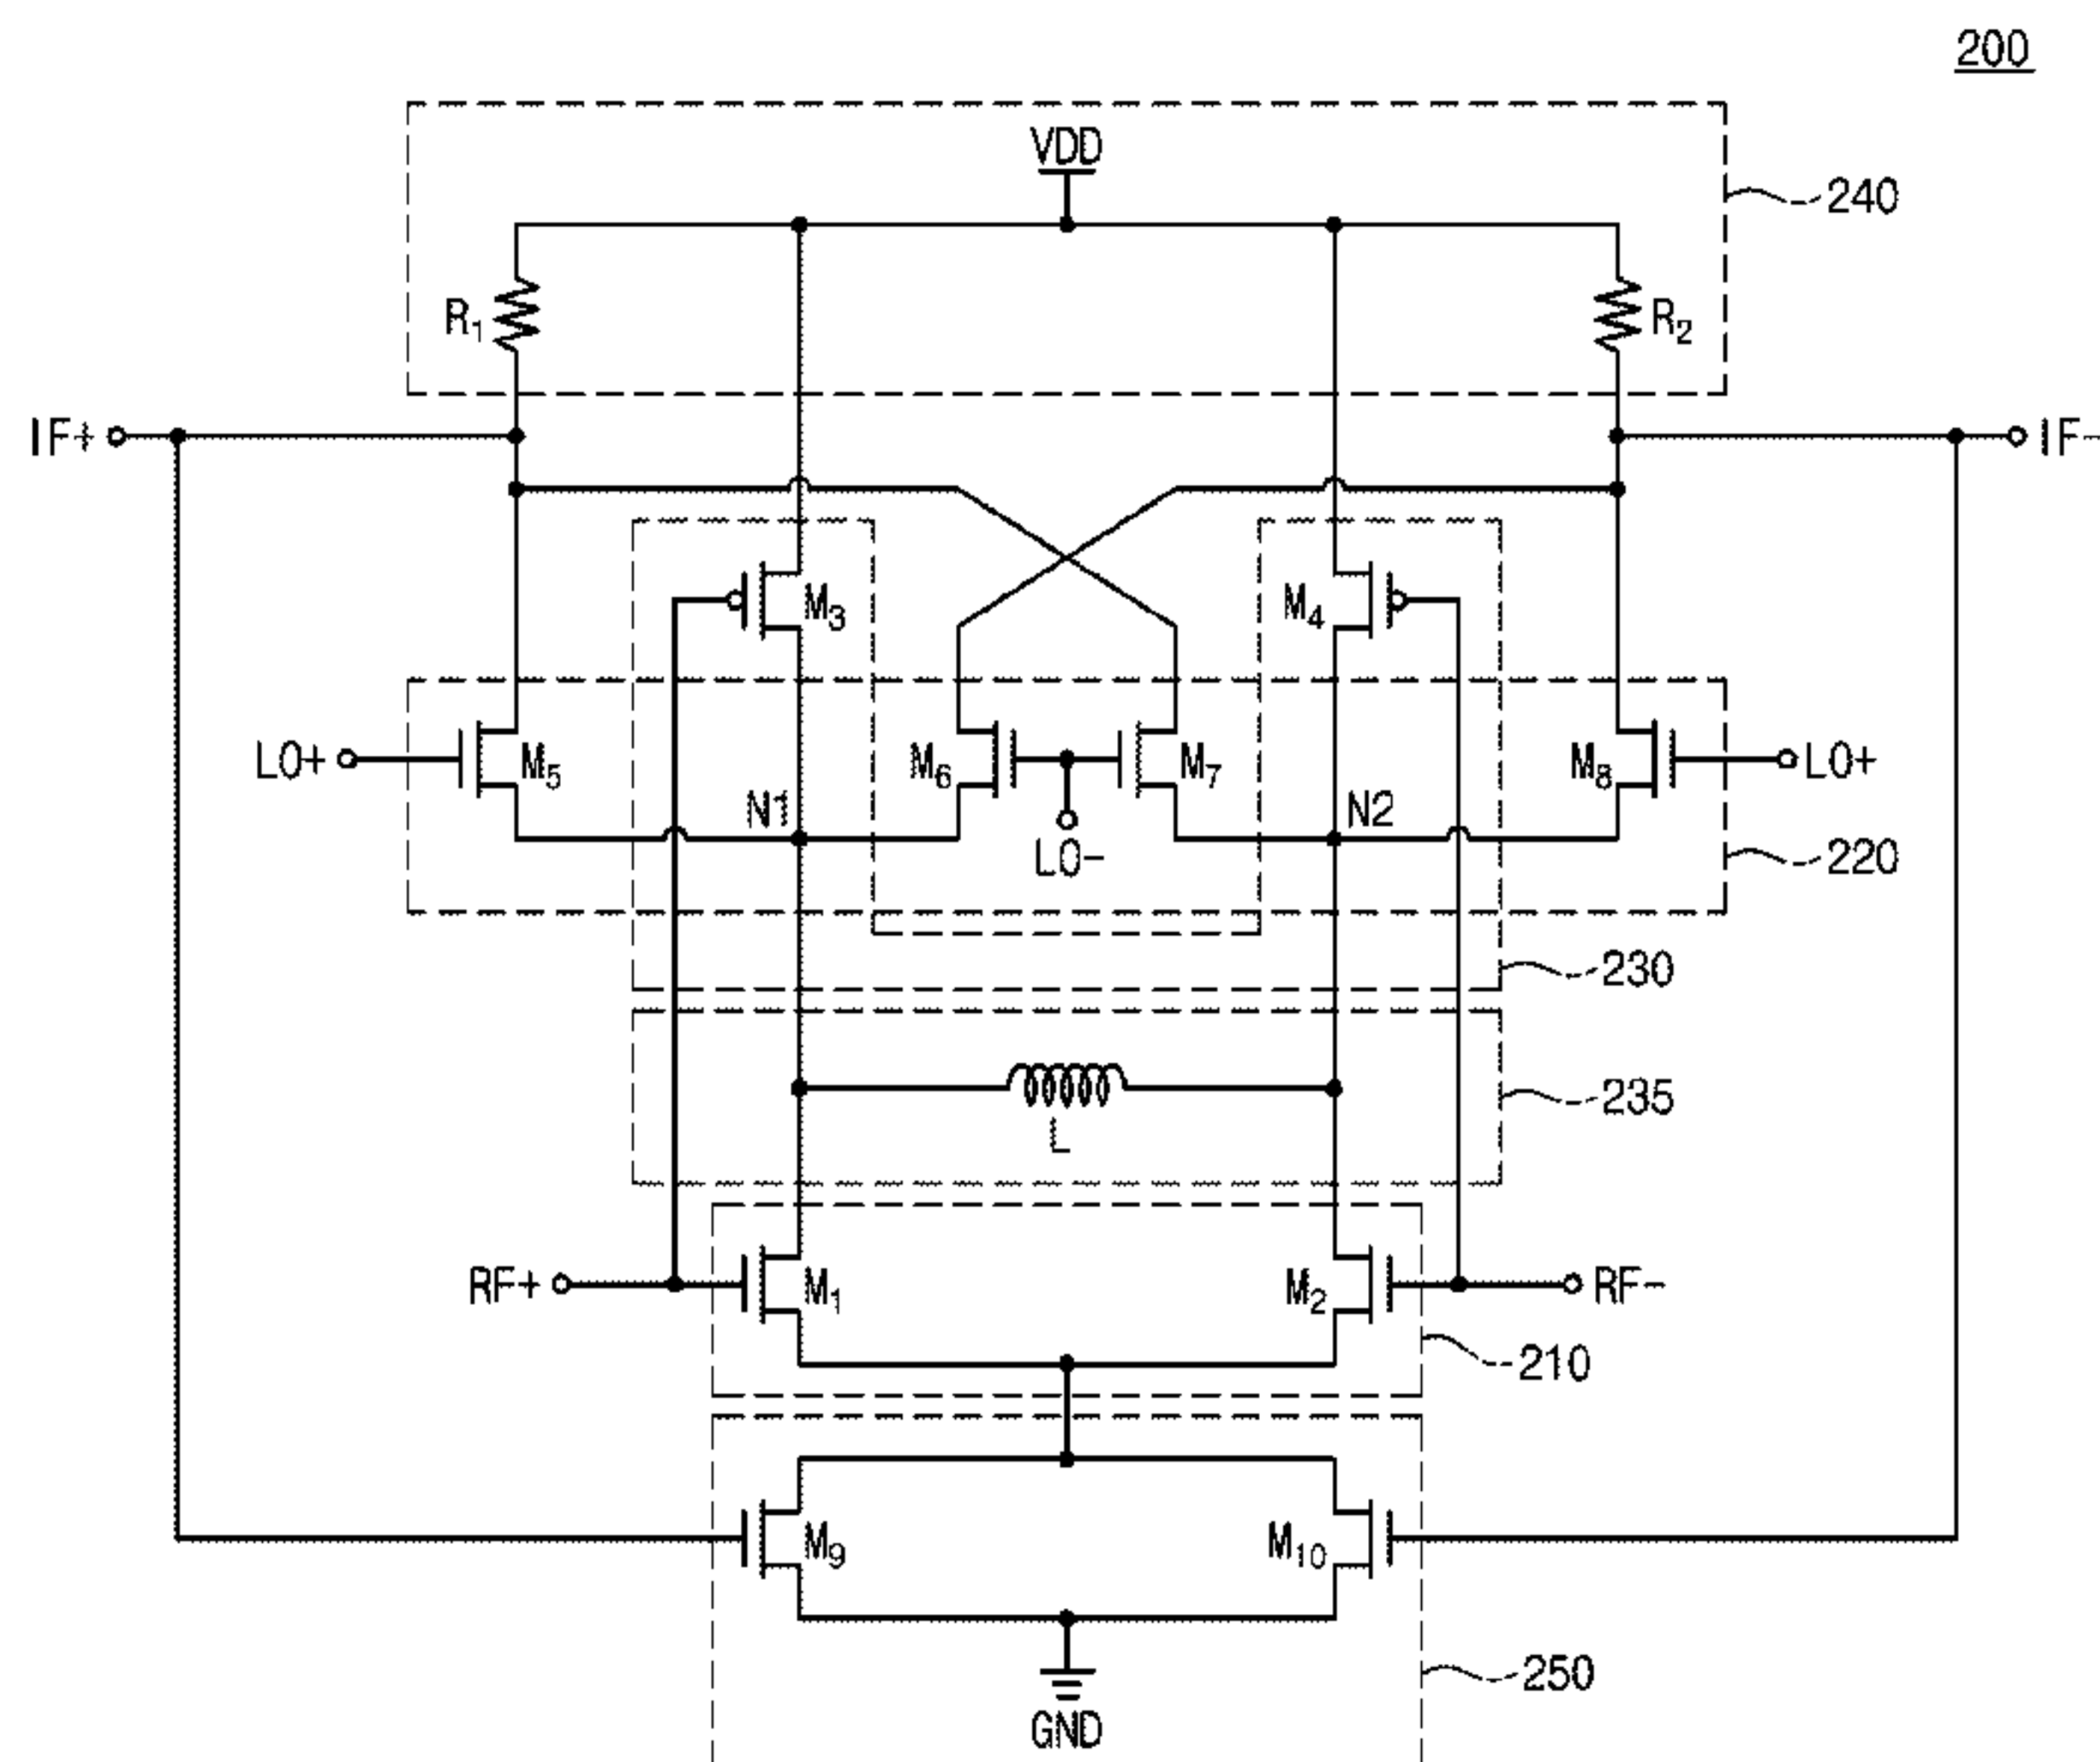 200
VDD
240
R1
R2
IF+
IF-
M3
M4
LO+
M5
M6
M7
M8
LO+
N1
N2
LO-
220
230
235
L
RF+
M1
M2
RF-
210
M9
M10
250
GND